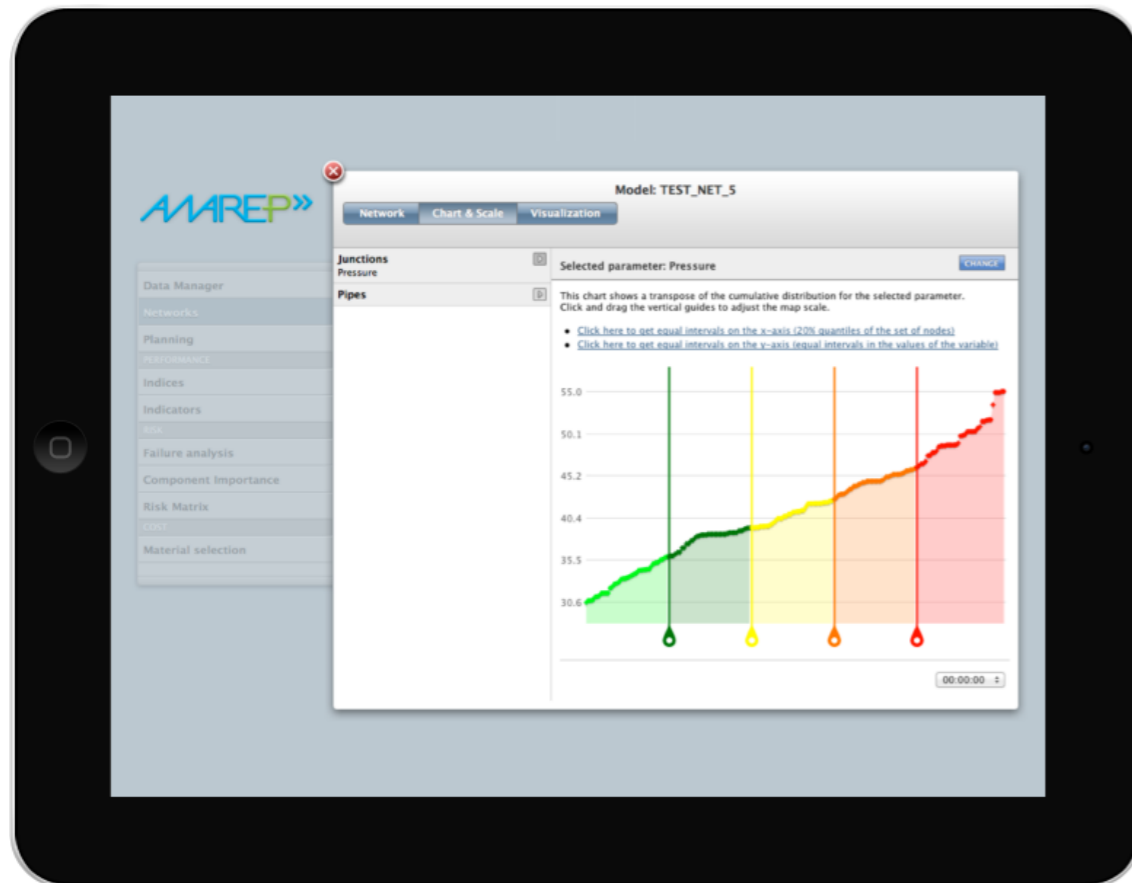 AWARE-P»
Data Manager
Networks
Planning
PERFORMANCE
Indices
Indicators
RISK
Failure analysis
Component Importance
Risk Matrix
COST
Material selection
Model: TEST_NET_5
Network
Chart & Scale
Visualization
Junctions
Pressure
Pipes
Selected parameter: Pressure
CHANGE
This chart shows a transpose of the cumulative distribution for the selected parameter.
Click and drag the vertical guides to adjust the map scale.
• Click here to get equal intervals on the x-axis (20% quantiles of the set of nodes)
• Click here to get equal intervals on the y-axis (equal intervals in the values of the variable)
55.0
50.1
45.2
40.4
35.5
30.6
00:00:00